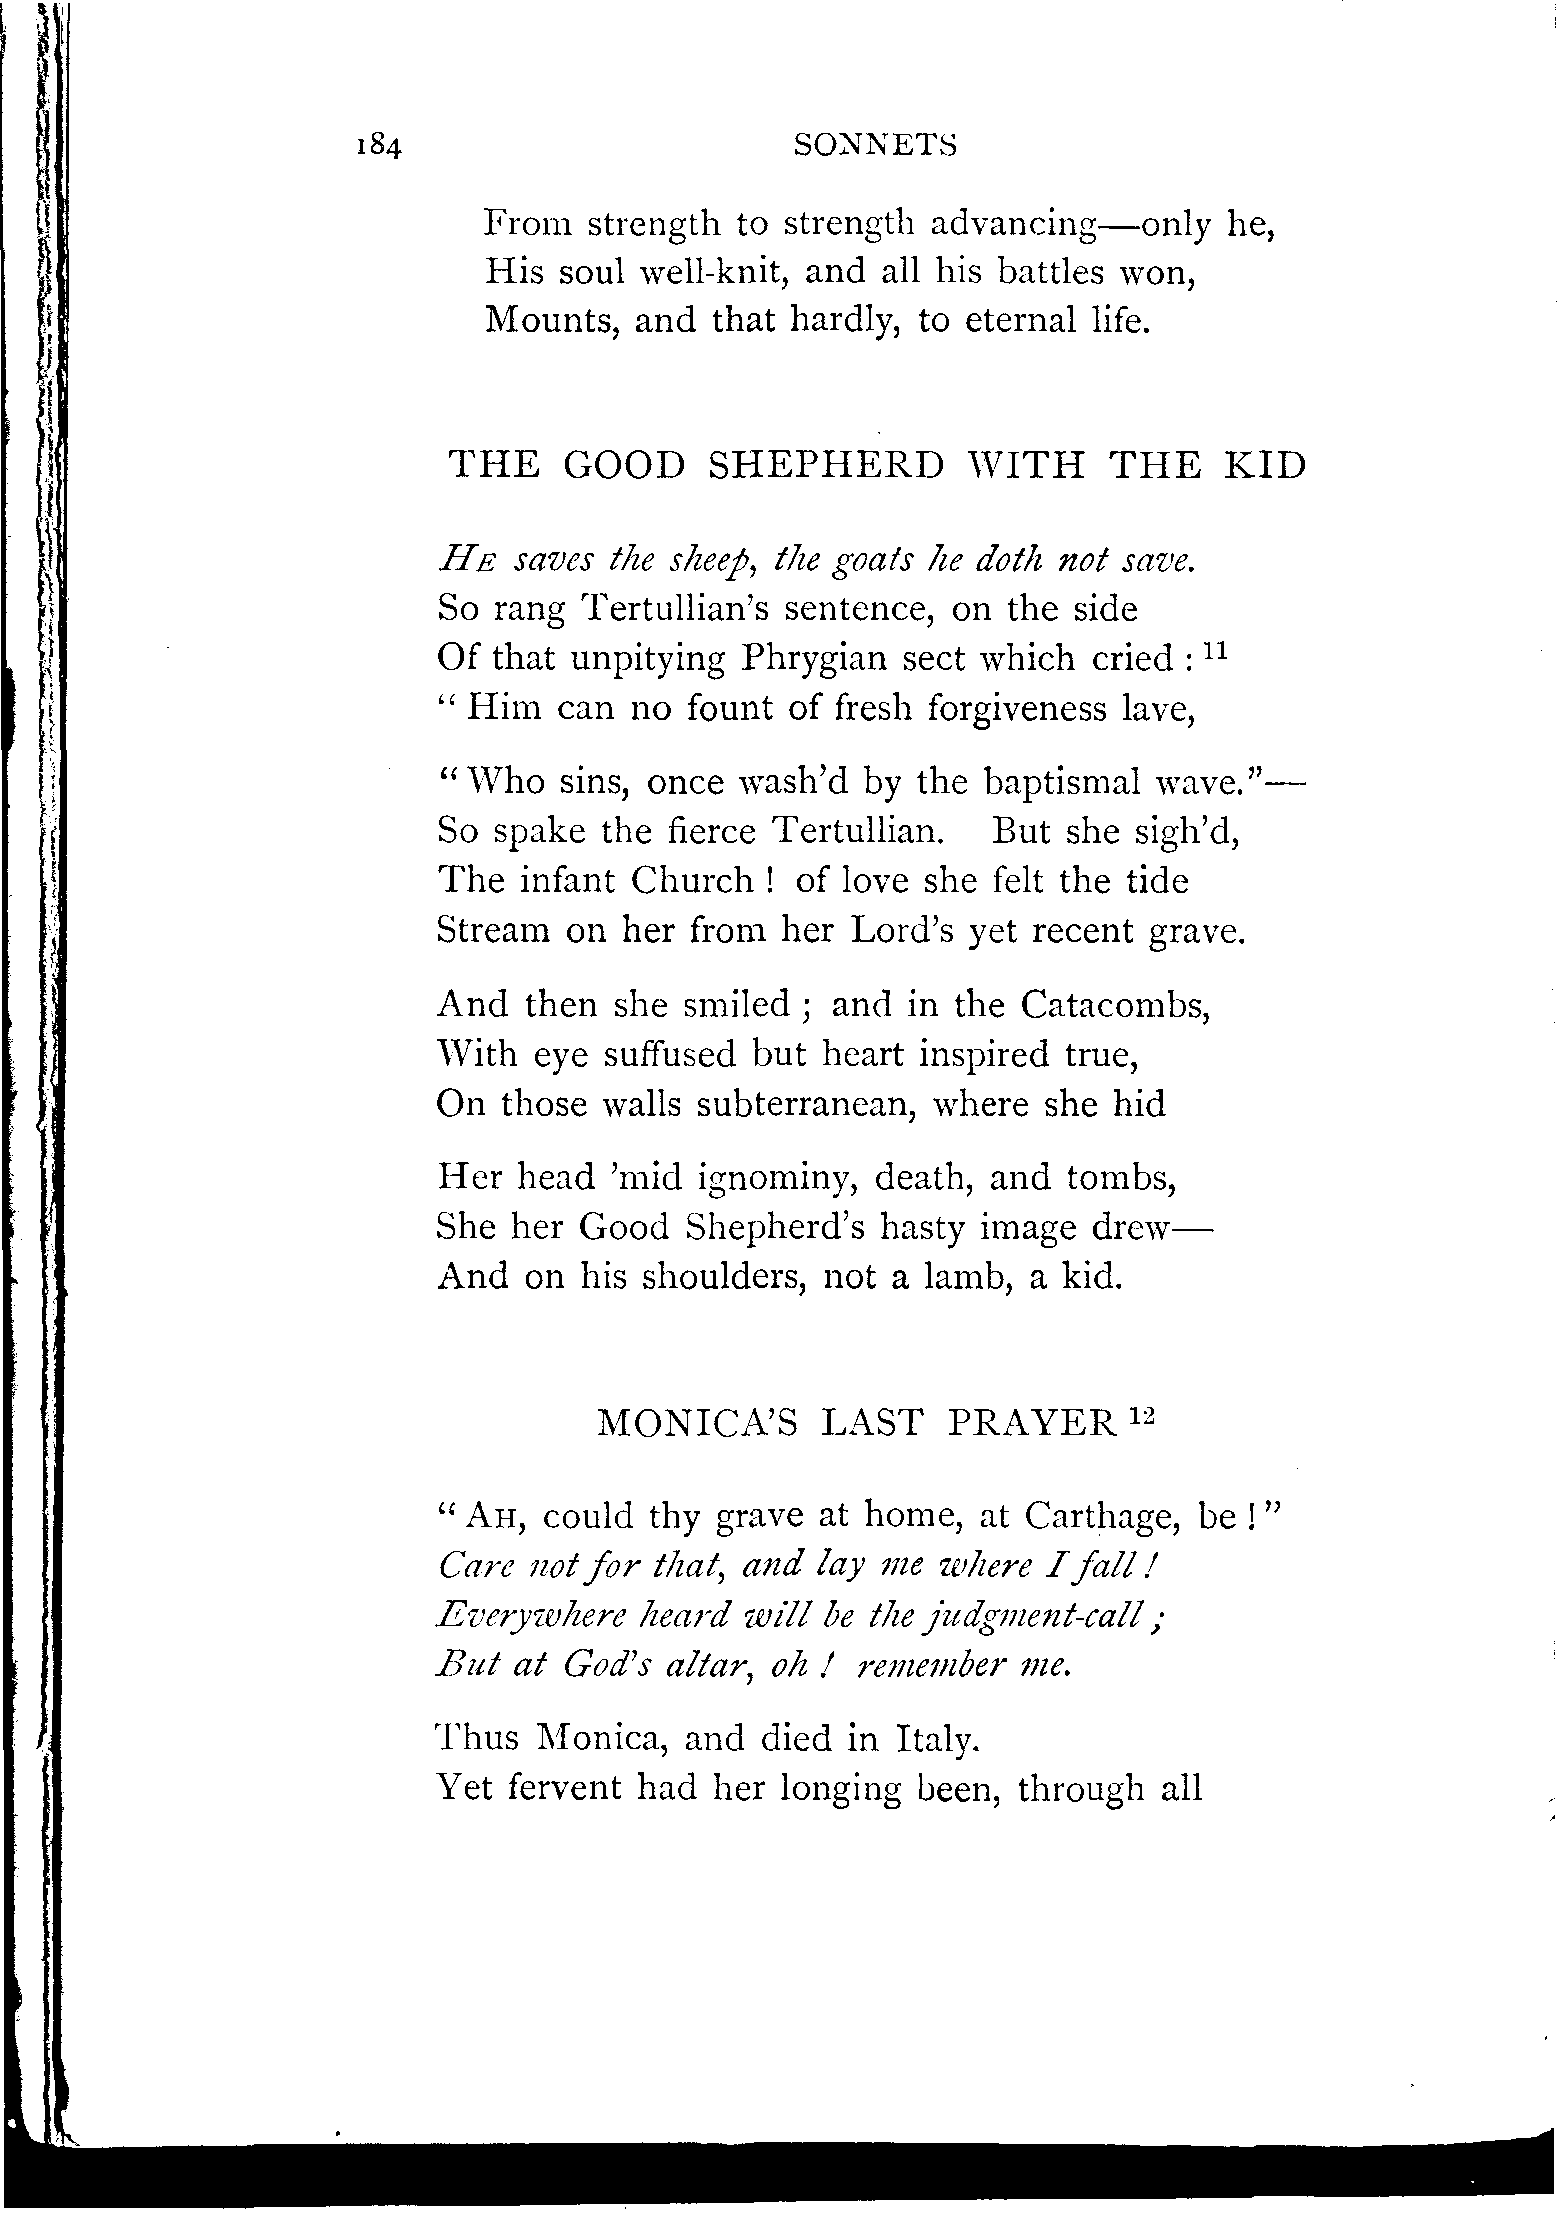 184 SONNETS
From strength to strength advancing—only he,
His soul well-knit, and all his battles won,
Mounts, and that hardly, to eternal life.
THE GOOD SHEPHERD WITH THE KID
HE saves the sheep, the goats he doth not save.
So rang Tertullian's sentence, on the side
Of that unpitying Phrygian sect which cried : 11
“ Him can no fount of fresh forgiveness lave,
“ Who sins, once wash'd by the baptismal wave.”—
So spake the fierce Tertullian. But she sigh'd,
The infant Church ! of love she felt the tide
Stream on her from her Lord's yet recent grave.
And then she smiled ; and in the Catacombs,
With eye suffused but heart inspired true,
On those walls subterranean, where she hid
Her head 'mid ignominy, death, and tombs,
She her Good Shepherd's hasty image drew—
And on his shoulders, not a lamb, a kid.
MONICA'S LAST PRAYER 12
“ AH, could thy grave at home, at Carthage, be ! ”
Care not for that, and lay me where I fall !
Everywhere heard will be the judgment-call ;
But at God's altar, oh ! remember me.
Thus Monica, and died in Italy.
Yet fervent had her longing been, through all